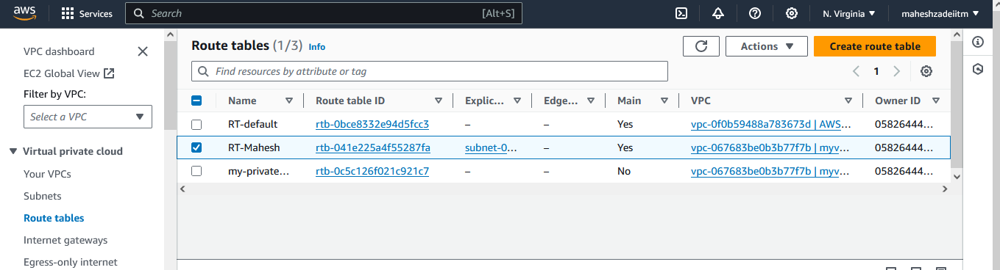 aws Services Search [Alt+S] N. Virginia maheshzadeiitm
VPC dashboard
EC2 Global View
Filter by VPC:
Select a VPC
Virtual private cloud
Your VPCs
Subnets
Route tables
Internet gateways
Egress-only internet
Route tables (1/3) Info Actions Create route table
Find resources by attribute or tag 1
Name Route table ID Explic... Edge... Main VPC Owner ID
RT-default rtb-0bce8332e94d5fcc3 – – Yes vpc-0f0b59488a783673d | AWS... 05826444...
RT-Mahesh rtb-041e225a4f55287fa subnet-0... – Yes vpc-067683be0b3b77f7b | myv... 05826444...
my-private... rtb-0c5c126f021c921c7 – – No vpc-067683be0b3b77f7b | myv... 05826444...